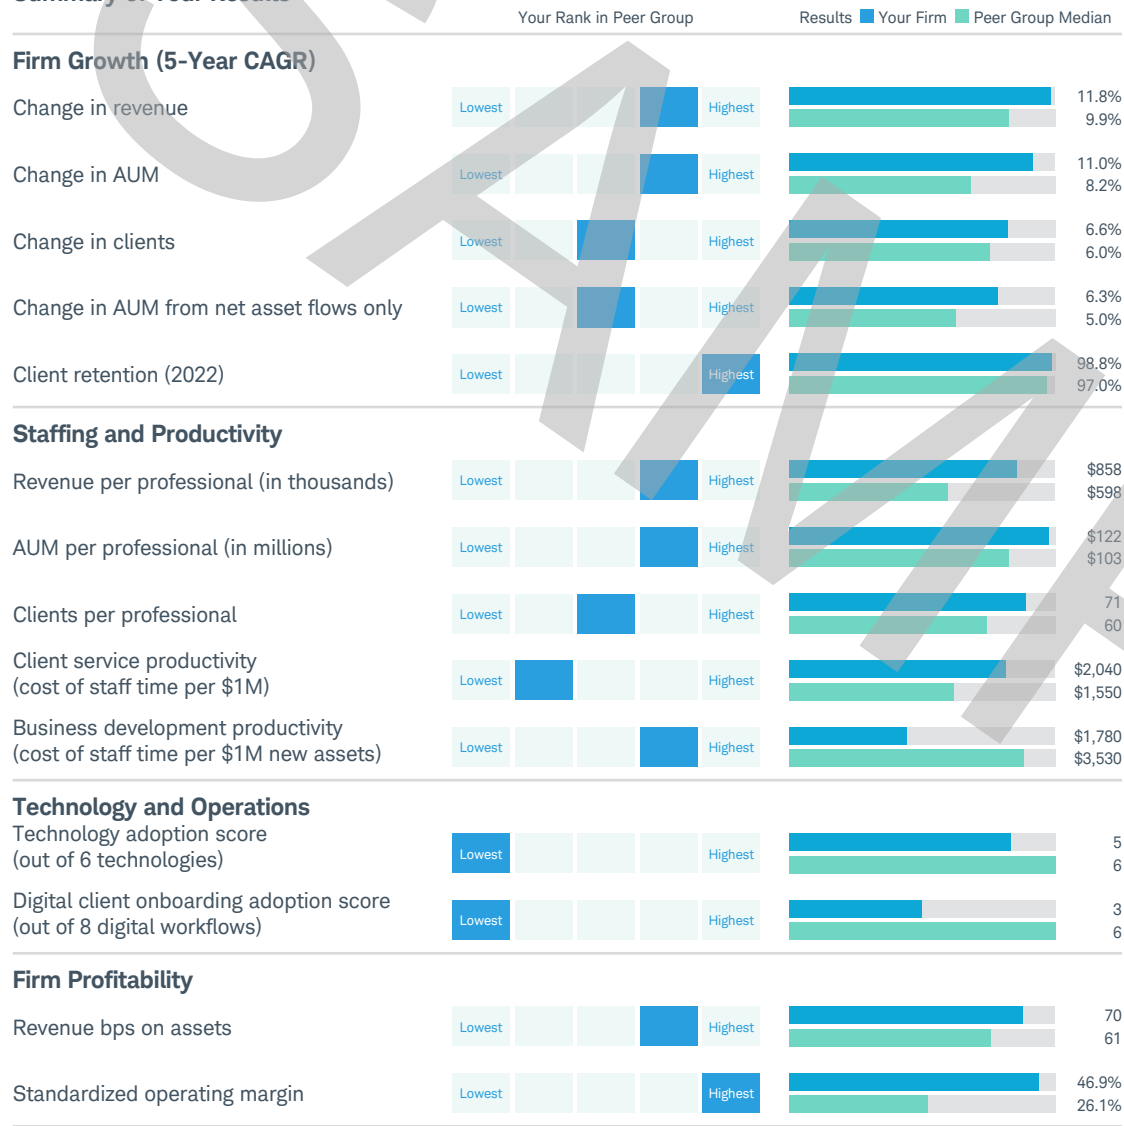 Summary of Your Results
Your Rank in Peer Group
Results Your Firm Peer Group Median
Firm Growth (5-Year CAGR)
Change in revenue
Lowest Highest
11.8%
9.9%
Change in AUM
Lowest Highest
11.0%
8.2%
Change in clients
Lowest Highest
6.6%
6.0%
Change in AUM from net asset flows only
Lowest Highest
6.3%
5.0%
Client retention (2022)
Lowest Highest
98.8%
97.0%
Staffing and Productivity
Revenue per professional (in thousands)
Lowest Highest
$858
$598
AUM per professional (in millions)
Lowest Highest
$122
$103
Clients per professional
Lowest Highest
71
60
Client service productivity
(cost of staff time per $1M)
Lowest Highest
$2,040
$1,550
Business development productivity
(cost of staff time per $1M new assets)
Lowest Highest
$1,780
$3,530
Technology and Operations
Technology adoption score
(out of 6 technologies)
Lowest Highest
5
6
Digital client onboarding adoption score
(out of 8 digital workflows)
Lowest Highest
3
6
Firm Profitability
Revenue bps on assets
Lowest Highest
70
61
Standardized operating margin
Lowest Highest
46.9%
26.1%